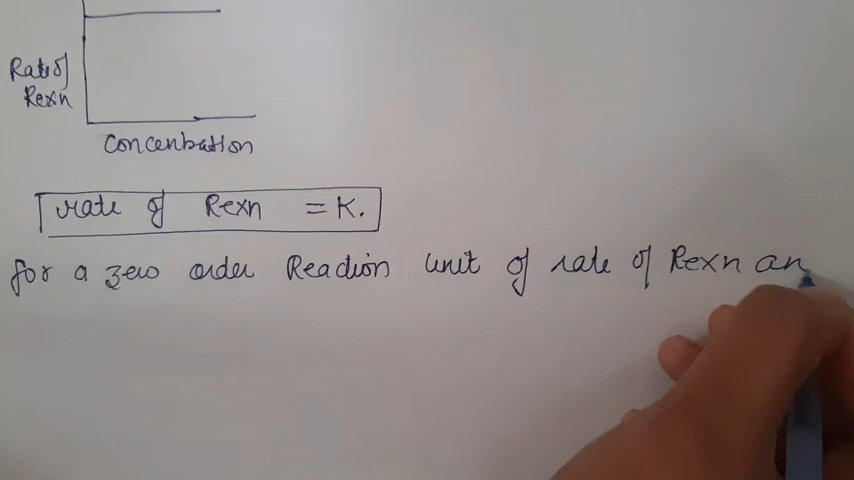 Rate of
Rexn
Concentration
rate of Rexn = K.
for a zero order Reaction unit of rate of Rexn an